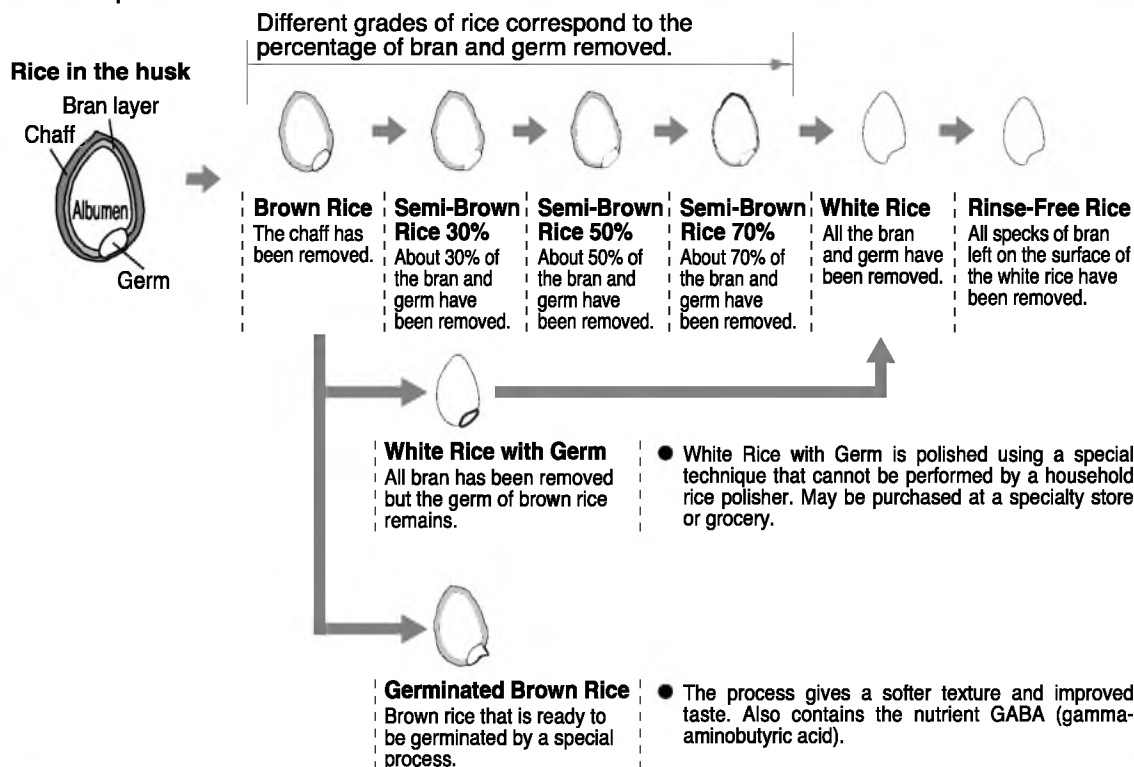 Different grades of rice correspond to the
percentage of bran and germ removed.
Rice in the husk
Bran layer
Chaff
Albumen
Germ
Brown Rice
The chaff has
been removed.
Semi-Brown
Rice 30%
About 30% of
the bran and
germ have
been removed.
Semi-Brown
Rice 50%
About 50% of
the bran and
germ have
been removed.
Semi-Brown
Rice 70%
About 70% of
the bran and
germ have
been removed.
White Rice
All the bran
and germ have
been removed.
Rinse-Free Rice
All specks of bran
left on the surface of
the white rice have
been removed.
White Rice with Germ
All bran has been removed
but the germ of brown rice
remains.
● White Rice with Germ is polished using a special
technique that cannot be performed by a household
rice polisher. May be purchased at a specialty store
or grocery.
Germinated Brown Rice
Brown rice that is ready to
be germinated by a special
process.
● The process gives a softer texture and improved
taste. Also contains the nutrient GABA (gamma-
aminobutyric acid).